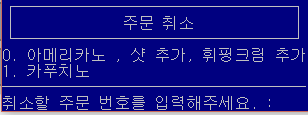 주문 취소
0. 아메리카노 , 샷 추가, 휘핑크림 추가
1. 카푸치노
취소할 주문 번호를 입력해주세요. :